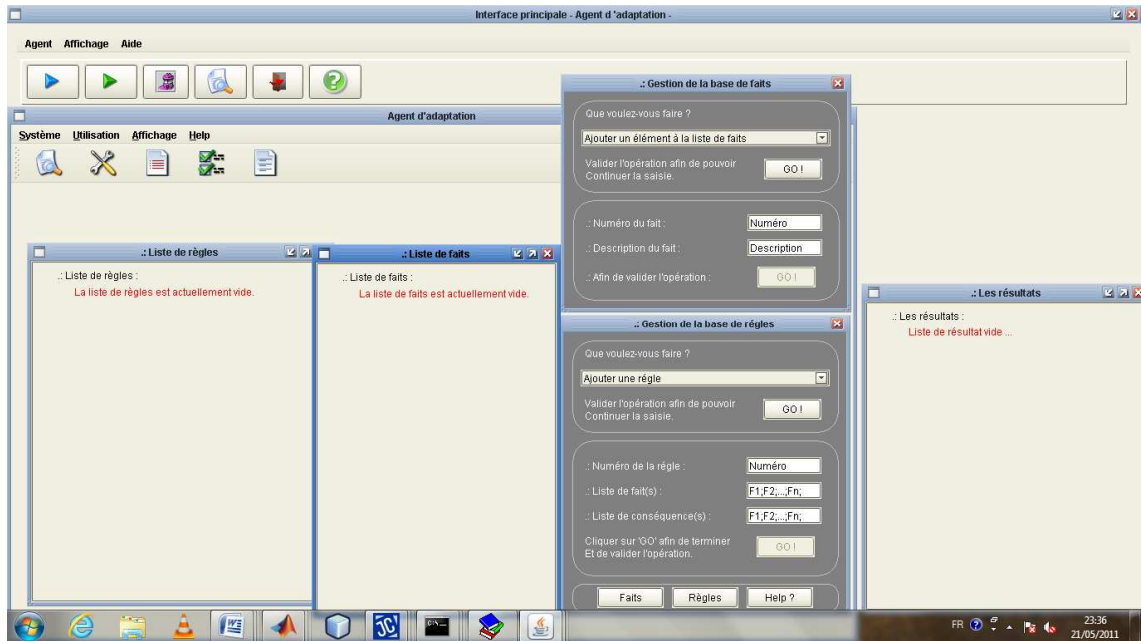 Interface principale - Agent d 'adaptation -
Agent Affichage Aide
Agent d'adaptation
Système Utilisation Affichage Help
.: Liste de règles
.: Liste de règles :
La liste de règles est actuellement vide.
.: Liste de faits
.: Liste de faits :
La liste de faits est actuellement vide.
.: Gestion de la base de faits
Que voulez-vous faire ?
Ajouter un élément à la liste de faits
Valider l'opération afin de pouvoir
Continuer la saisie.
GO !
.: Numéro du fait :
Numéro
.: Description du fait :
Description
.: Afin de valider l'opération :
GO !
.: Gestion de la base de régles
Que voulez-vous faire ?
Ajouter une régle
Valider l'opération afin de pouvoir
Continuer la saisie.
GO !
.: Numéro de la régle :
Numéro
.: Liste de fait(s) :
F1;F2;...;Fn;
.: Liste de conséquence(s) :
F1;F2;...;Fn;
Cliquer sur 'GO' afin de terminer
Et de valider l'opération.
GO !
Faits Règles Help ?
.: Les résultats
.: Les résultats :
Liste de résultat vide ...
FR
23:36
21/05/2011